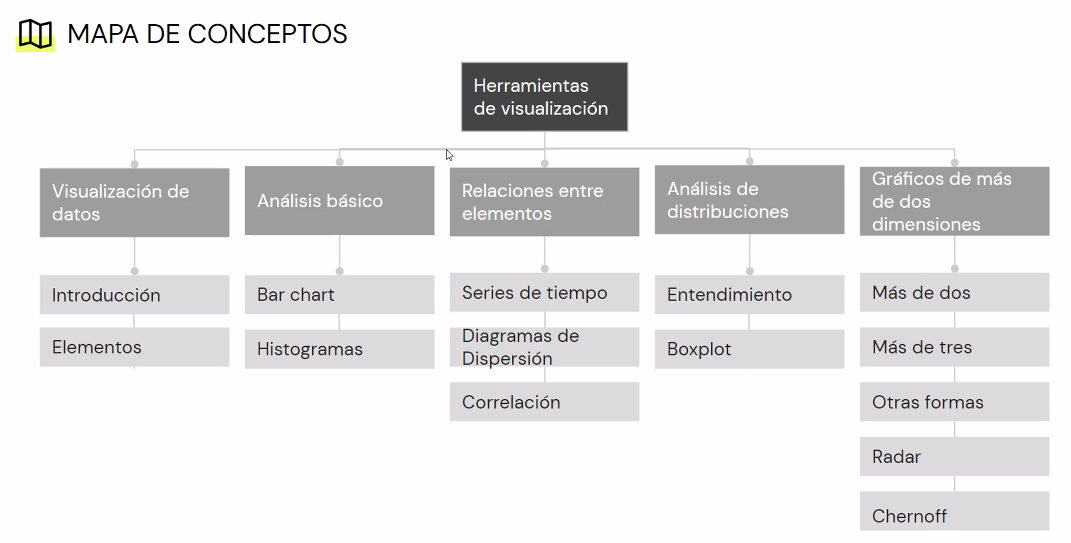 MAPA DE CONCEPTOS
Herramientas
de visualización
Visualización de
datos
Introducción
Elementos
Análisis básico
Bar chart
Histogramas
Relaciones entre
elementos
Series de tiempo
Diagramas de
Dispersión
Correlación
Análisis de
distribuciones
Entendimiento
Boxplot
Gráficos de más
de dos
dimensiones
Más de dos
Más de tres
Otras formas
Radar
Chernoff